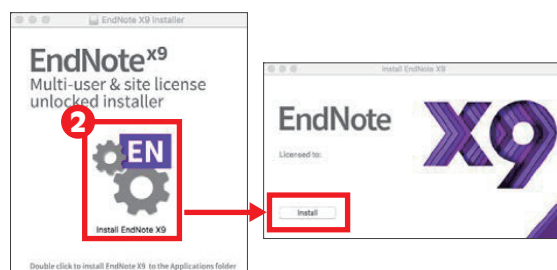 EndNote X9 Installer
EndNote X9
Multi-user & site license
unlocked installer
2
EN
Install EndNote X9
Double click to install EndNote X9 to the Applications folder
Install EndNote X9
EndNote
X9
Licensed to:
Install